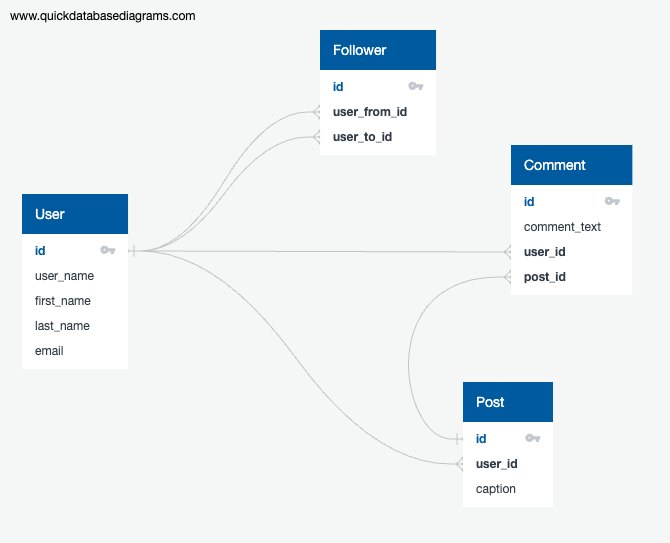 www.quickdatabasediagrams.com
Follower
id
user_from_id
user_to_id
Comment
id
comment_text
user_id
post_id
User
id
user_name
first_name
last_name
email
Post
id
user_id
caption